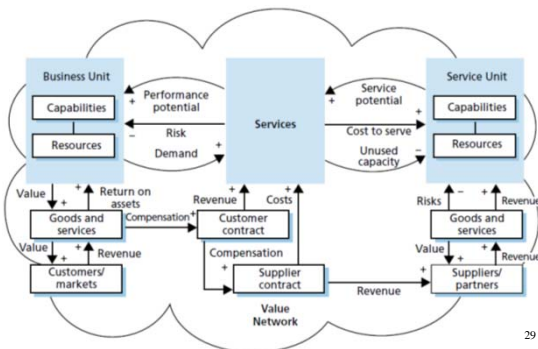 Business Unit
Capabilities
Resources
Performance
potential
+
Risk
−
Demand
+
Services
Service
potential
+
Cost to serve
+
Unused
capacity
−
Service Unit
Capabilities
Resources
Value
+
Return on
assets
+
Goods and
services
Value
+
Revenue
+
Customers/
markets
Compensation
+
Revenue
+
Costs
+
Customer
contract
Compensation
+
Supplier
contract
Revenue
+
Value
Network
Risks
−
Revenue
+
Goods and
services
Value
+
Revenue
+
Suppliers/
partners
29